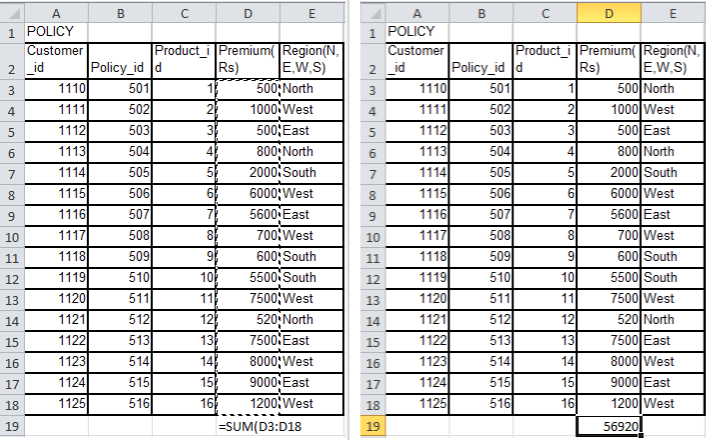 A B C D E
1 POLICY
Customer Product_i Premium( Region(N,
2 _id Policy_id d Rs) E,W,S)
3 1110 501 1 500 North
4 1111 502 2 1000 West
5 1112 503 3 500 East
6 1113 504 4 800 North
7 1114 505 5 2000 South
8 1115 506 6 6000 West
9 1116 507 7 5600 East
10 1117 508 8 700 West
11 1118 509 9 600 South
12 1119 510 10 5500 South
13 1120 511 11 7500 West
14 1121 512 12 520 North
15 1122 513 13 7500 East
16 1123 514 14 8000 West
17 1124 515 15 9000 East
18 1125 516 16 1200 West
19 =SUM(D3:D18
A B C D E
1 POLICY
Customer Product_i Premium( Region(N,
2 _id Policy_id d Rs) E,W,S)
3 1110 501 1 500 North
4 1111 502 2 1000 West
5 1112 503 3 500 East
6 1113 504 4 800 North
7 1114 505 5 2000 South
8 1115 506 6 6000 West
9 1116 507 7 5600 East
10 1117 508 8 700 West
11 1118 509 9 600 South
12 1119 510 10 5500 South
13 1120 511 11 7500 West
14 1121 512 12 520 North
15 1122 513 13 7500 East
16 1123 514 14 8000 West
17 1124 515 15 9000 East
18 1125 516 16 1200 West
19 56920